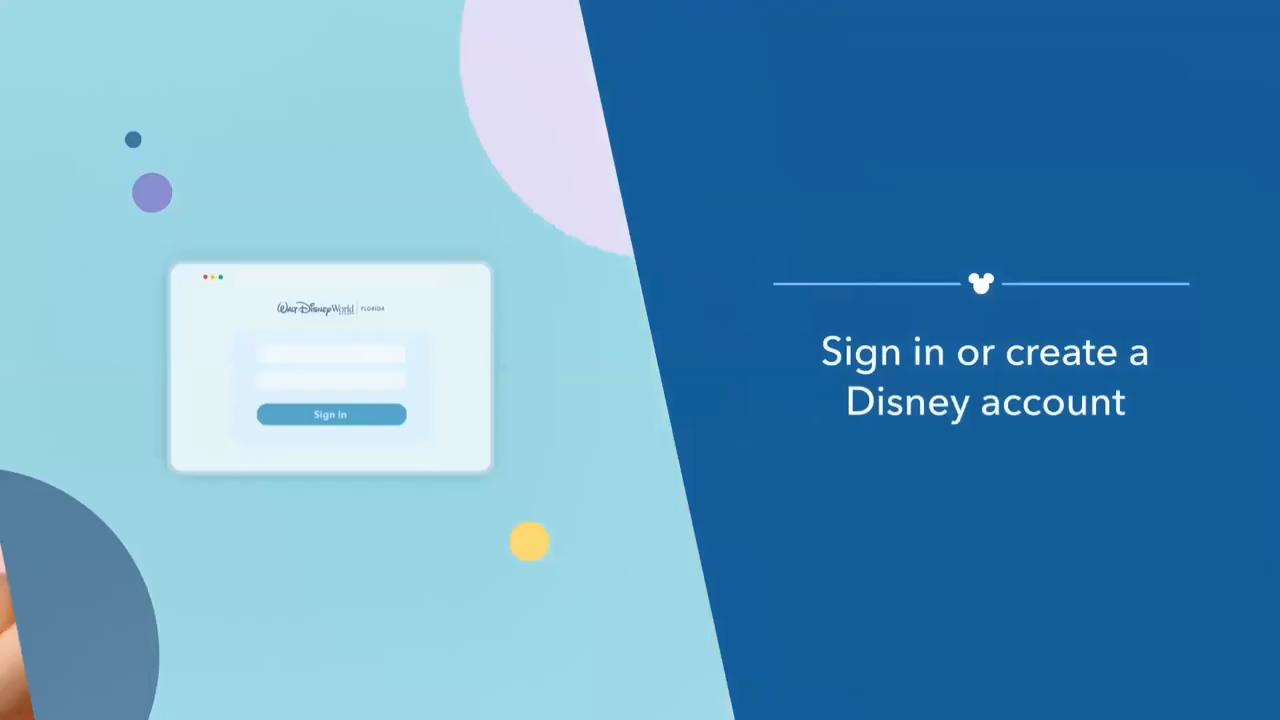 Walt Disney World | FLORIDA
Sign In
Sign in or create a
Disney account